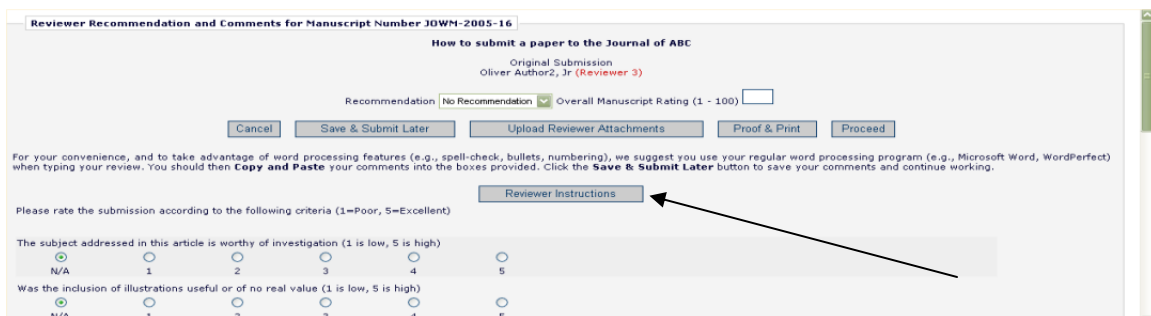 Reviewer Recommendation and Comments for Manuscript Number JOWM-2005-16
How to submit a paper to the Journal of ABC
Original Submission
Oliver Author2, Jr (Reviewer 3)
Recommendation No Recommendation Overall Manuscript Rating (1 - 100)
Cancel Save & Submit Later Upload Reviewer Attachments Proof & Print Proceed
For your convenience, and to take advantage of word processing features (e.g., spell-check, bullets, numbering), we suggest you use your regular word processing program (e.g., Microsoft Word, WordPerfect)
when typing your review. You should then Copy and Paste your comments into the boxes provided. Click the Save & Submit Later button to save your comments and continue working.
Reviewer Instructions
Please rate the submission according to the following criteria (1=Poor, 5=Excellent)
The subject addressed in this article is worthy of investigation (1 is low, 5 is high)
N/A 1 2 3 4 5
Was the inclusion of illustrations useful or of no real value (1 is low, 5 is high)
N/A 1 2 3 4 5